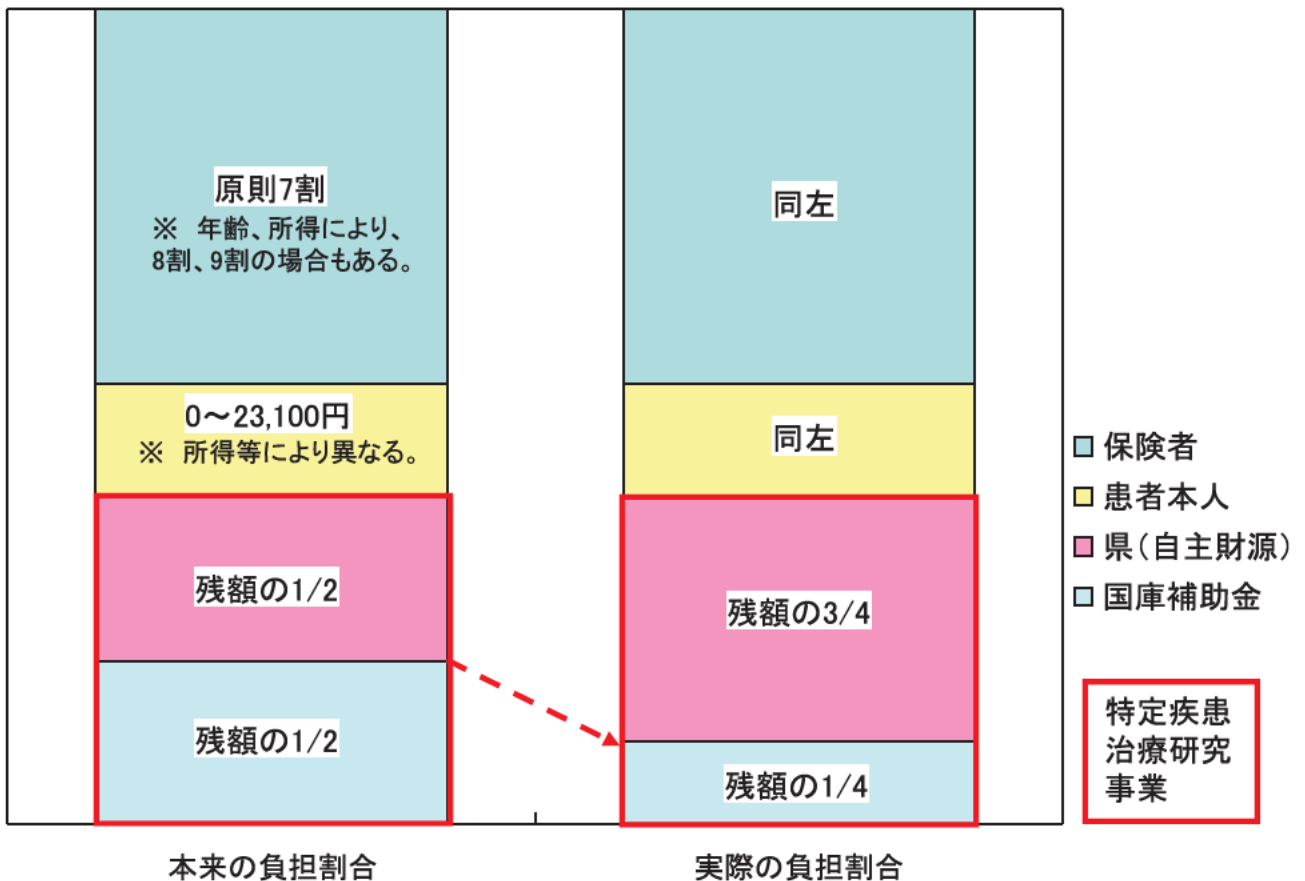 原則7割
※ 年齢、所得により、
8割、9割の場合もある。
0～23,100円
※ 所得等により異なる。
残額の1/2
残額の1/2
本来の負担割合
同左
同左
残額の3/4
残額の1/4
実際の負担割合
保険者
患者本人
県（自主財源）
国庫補助金
特定疾患
治療研究
事業